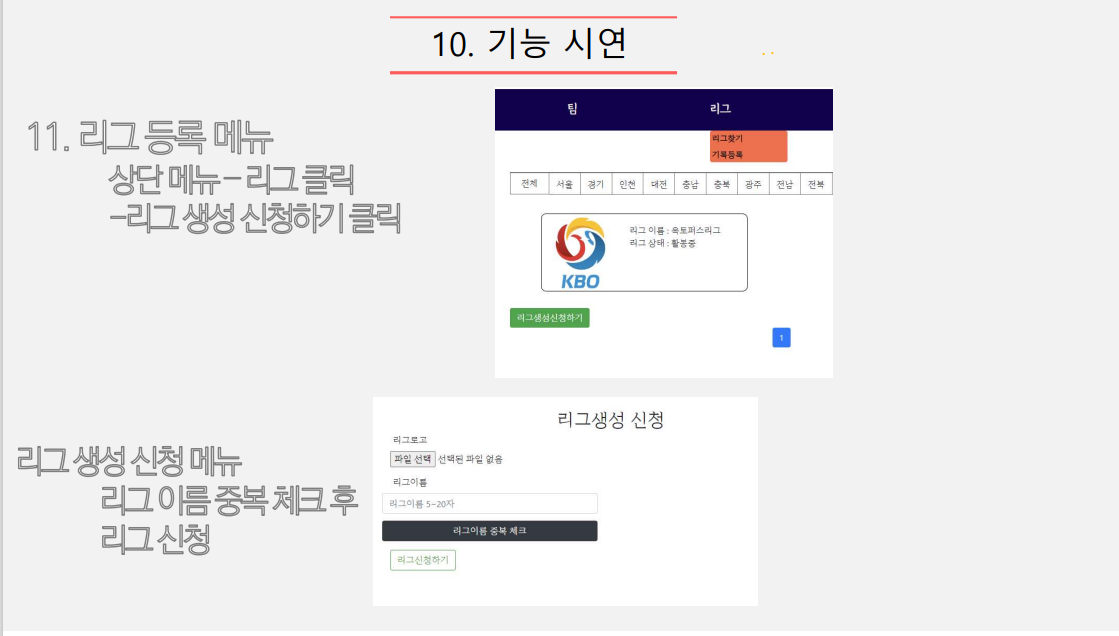 10. 기능 시연
11. 리그 등록 메뉴
상단 메뉴 – 리그 클릭
-리그 생성 신청하기 클릭
팀 리그
리그찾기
기록등록
전체 서울 경기 인천 대전 충남 충북 광주 전남 전북
리그 이름 : 옥토퍼스리그
리그 상태 : 활동중
KBO
리그생성신청하기
1
리그 생성 신청 메뉴
리그 이름 중복 체크 후
리그 신청
리그생성 신청
리그로고
파일 선택 선택된 파일 없음
리그이름
리그이름 5~20자
리그이름 중복 체크
리그신청하기